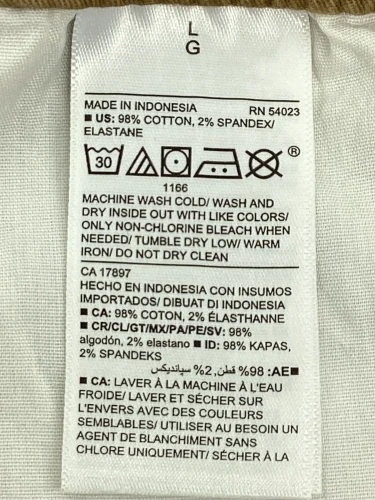 L
G
MADE IN INDONESIA RN 54023
■ US: 98% COTTON, 2% SPANDEX/
ELASTANE
30
®
1166
MACHINE WASH COLD/ WASH AND
DRY INSIDE OUT WITH LIKE COLORS/
ONLY NON-CHLORINE BLEACH WHEN
NEEDED/ TUMBLE DRY LOW/ WARM
IRON/ DO NOT DRY CLEAN
CA 17897
HECHO EN INDONESIA CON INSUMOS
IMPORTADOS/ DIBUAT DI INDONESIA
■ CA: 98% COTON, 2% ÉLASTHANNE
■ CR/CL/GT/MX/PA/PE/SV: 98%
algodón, 2% elastano ■ ID: 98% KAPAS,
2% SPANDEKS
■AE: 98% قطن, 2% سبانديكس
■ CA: LAVER À LA MACHINE À L'EAU
FROIDE/ LAVER ET SÉCHER SUR
L'ENVERS AVEC DES COULEURS
SEMBLABLES/ UTILISER AU BESOIN UN
AGENT DE BLANCHIMENT SANS
CHLORE UNIQUEMENT/ SÉCHER À